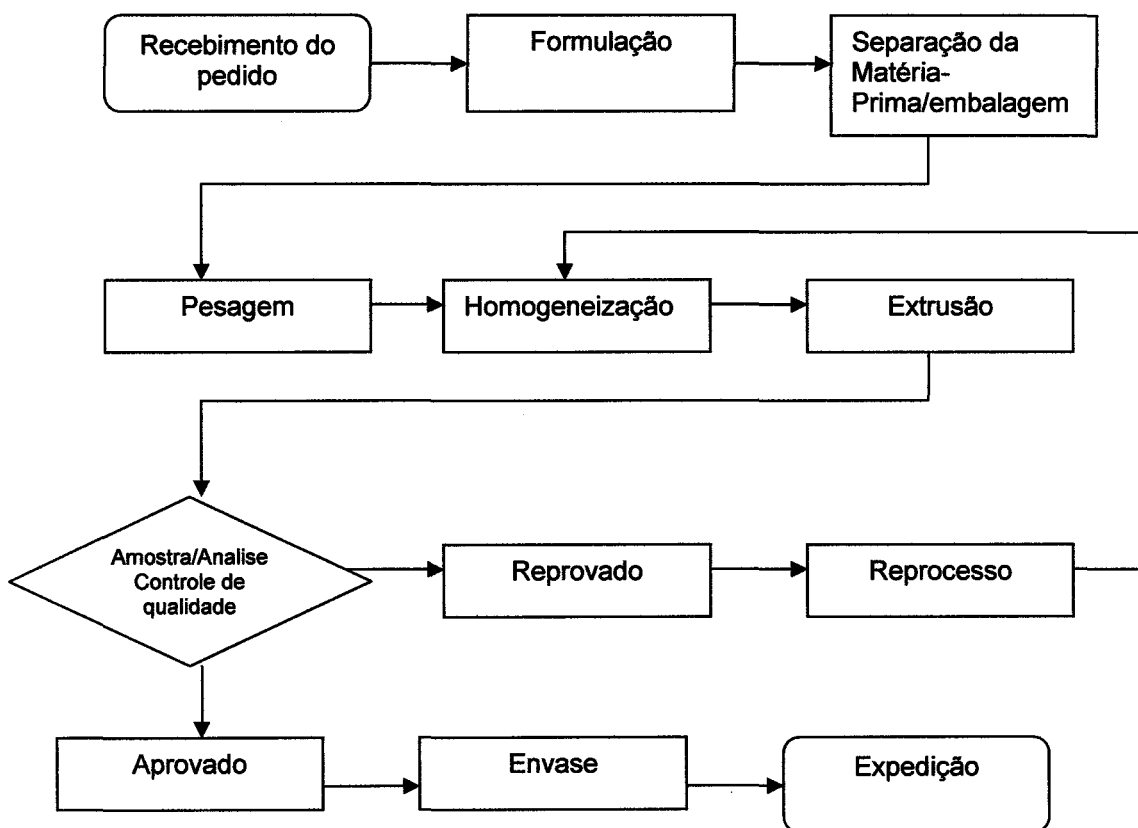 Recebimento do
pedido
Formulação
Separação da
Matéria-
Prima/embalagem
Pesagem
Homogeneização
Extrusão
Amostra/Analise
Controle de
qualidade
Reprovado
Reprocesso
Aprovado
Envase
Expedição